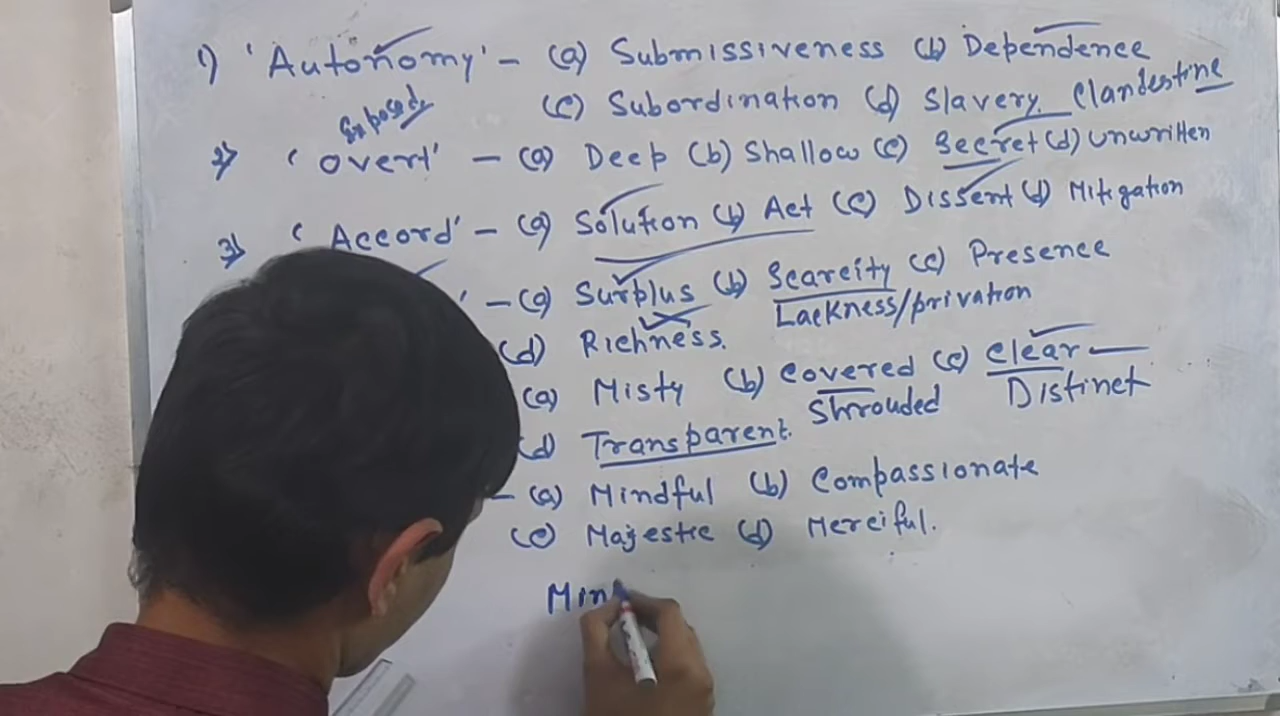 1) 'Autonomy' – (a) Submissiveness (b) Dependence
(c) Subordination (d) Slavery. Clandestine
Exposed
2) 'overt' – (a) Deep (b) Shallow (c) Secret (d) Unwritten
3) 'Accord' – (a) Solution (b) Act (c) Dissent (d) Mitigation
' – (a) Surplus (b) Scarcity (c) Presence
Lackness/privation
(d) Richness.
(a) Misty (b) Covered (c) Clear —
Shrouded Distinct
(d) Transparent.
– (a) Mindful (b) Compassionate
(c) Majestic (d) Merciful.
Min